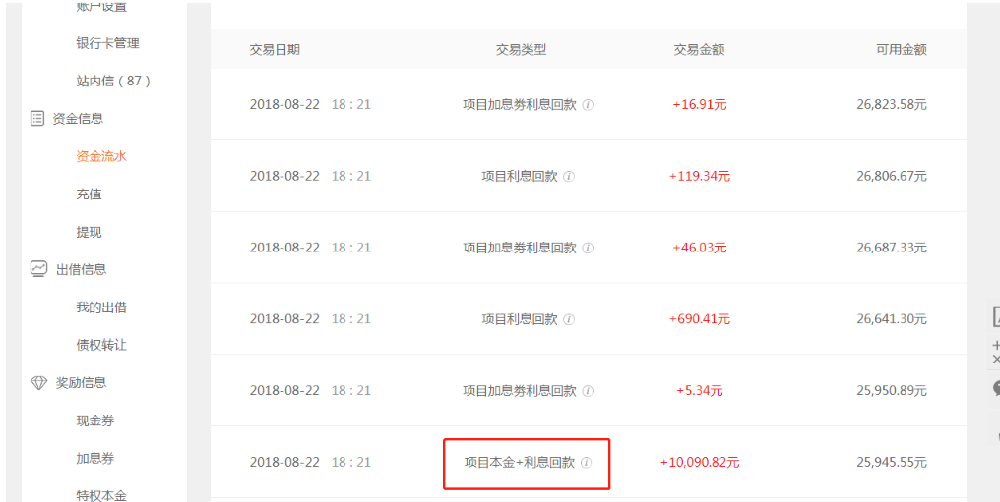 账户设置
银行卡管理
站内信（87）
资金信息
资金流水
充值
提现
出借信息
我的出借
债权转让
奖励信息
现金券
加息券
特权本金
交易日期 交易类型 交易金额 可用金额
2018-08-22 18：21 项目加息券利息回款 i +16.91元 26,823.58元
2018-08-22 18：21 项目利息回款 i +119.34元 26,806.67元
2018-08-22 18：21 项目加息券利息回款 i +46.03元 26,687.33元
2018-08-22 18：21 项目利息回款 i +690.41元 26,641.30元
2018-08-22 18：21 项目加息券利息回款 i +5.34元 25,950.89元
2018-08-22 18：21 项目本金+利息回款 i +10,090.82元 25,945.55元